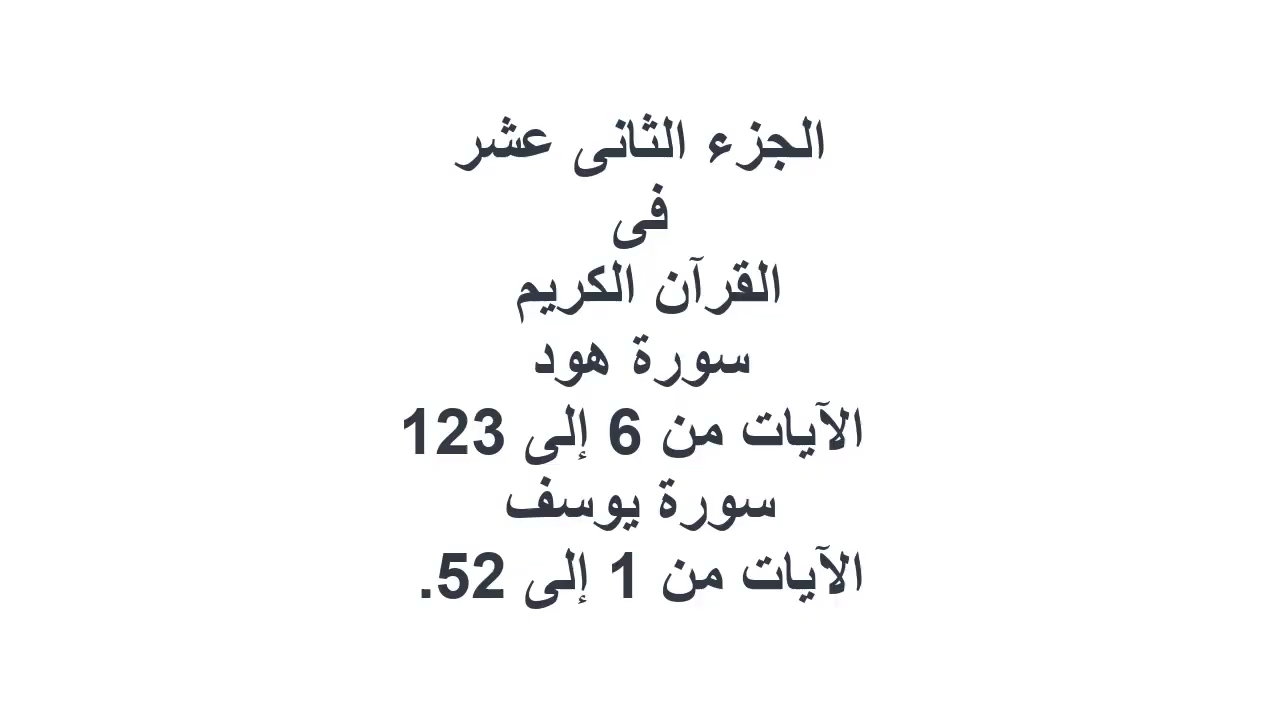 الجزء الثانى عشر
فى
القرآن الكريم
سورة هود
الآيات من 6 إلى 123
سورة يوسف
الآيات من 1 إلى 52.